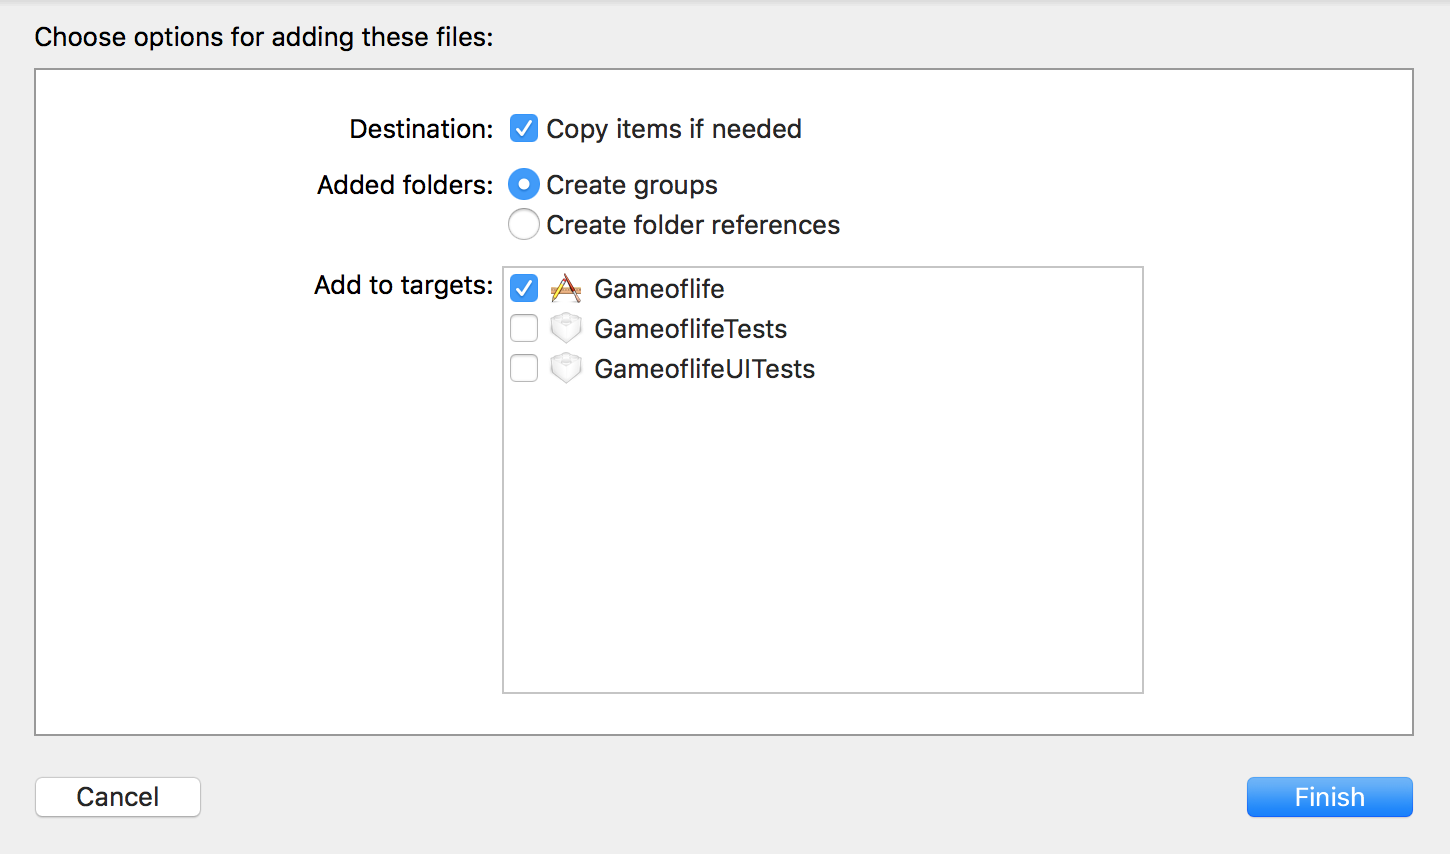 Choose options for adding these files:
Destination: Copy items if needed
Added folders: Create groups
Create folder references
Add to targets: Gameoflife
GameoflifeTests
GameoflifeUITests
Cancel Finish